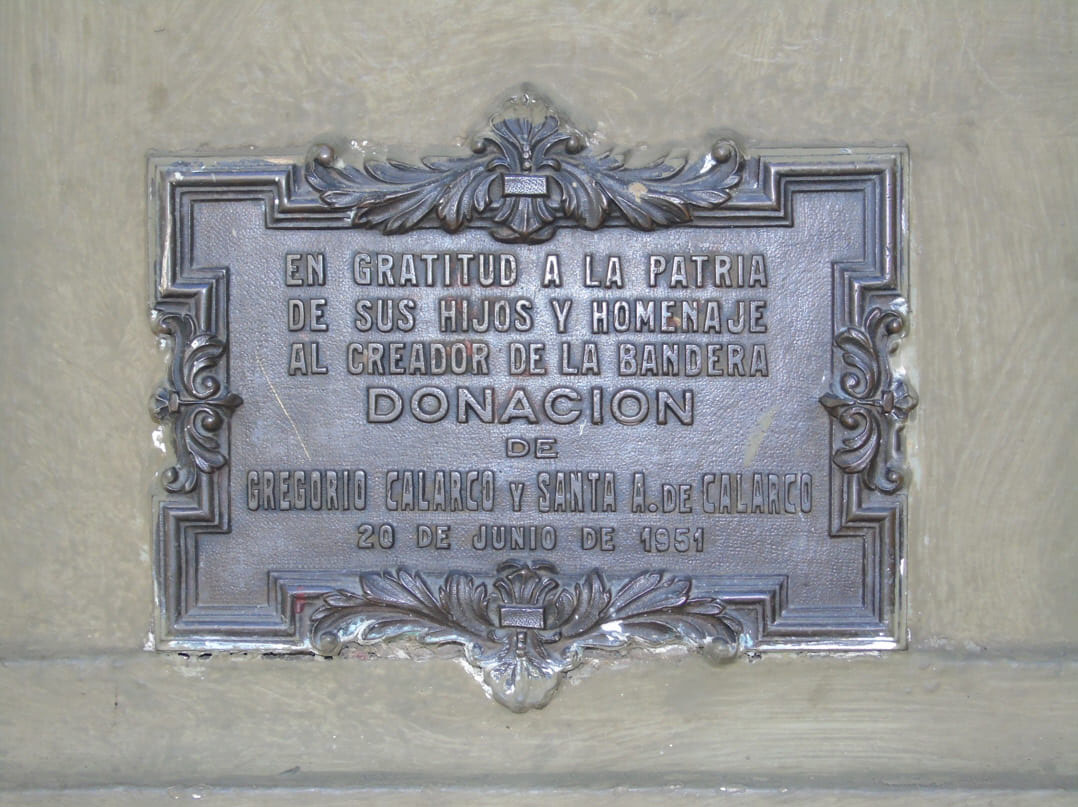 EN GRATITUD A LA PATRIA
DE SUS HIJOS Y HOMENAJE
AL CREADOR DE LA BANDERA
DONACION
DE
GREGORIO CALARCO Y SANTA A. DE CALARCO
20 DE JUNIO DE 1951